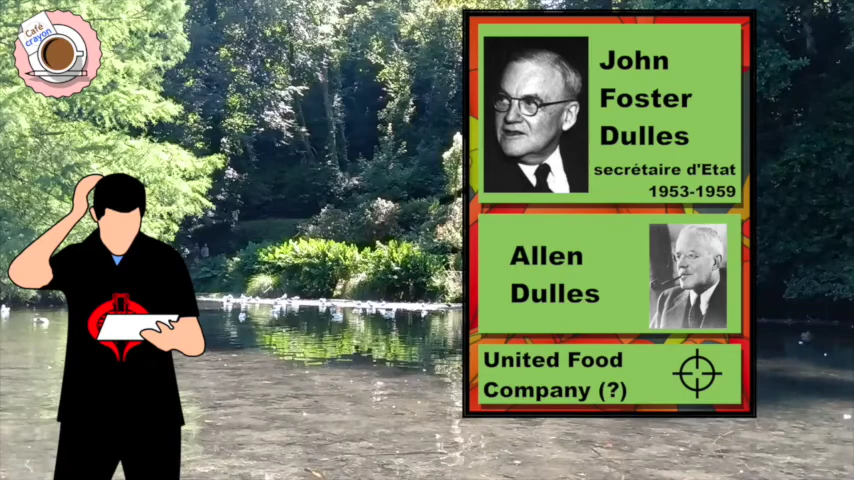 Café
crayon
John
Foster
Dulles
secrétaire d'Etat
1953-1959
Allen
Dulles
United Food
Company (?)